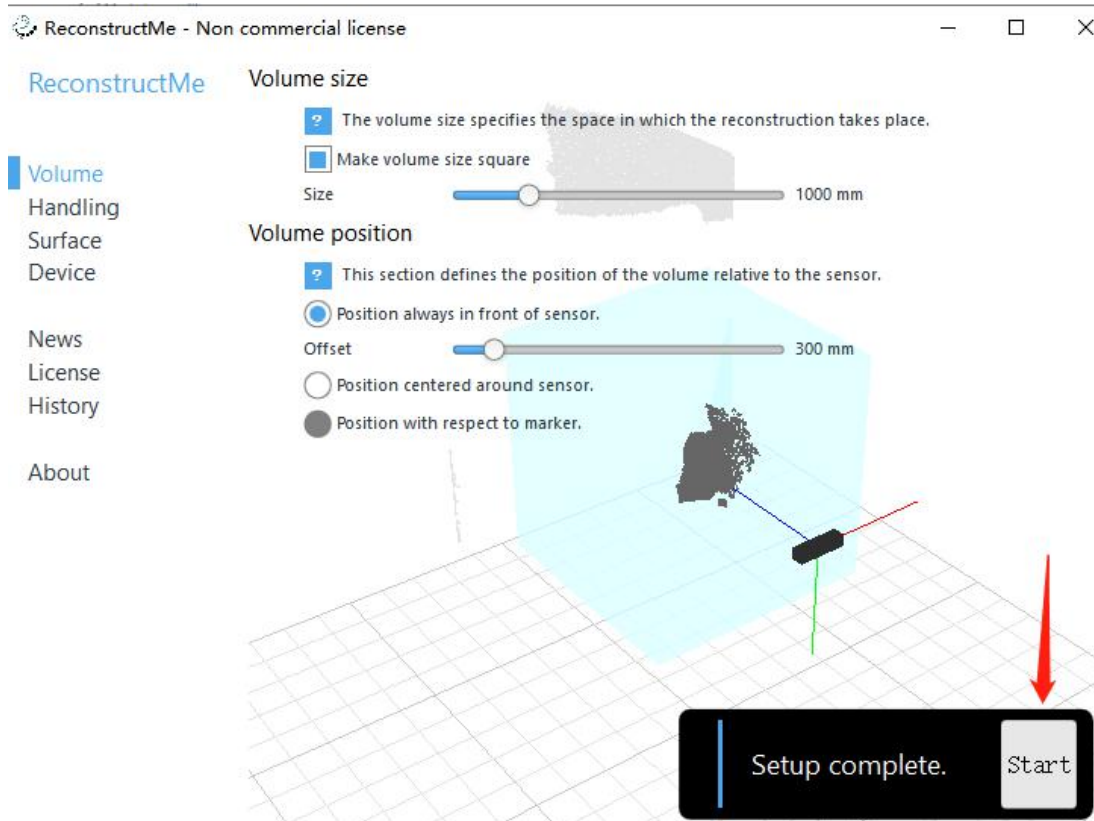 ReconstructMe - Non commercial license
ReconstructMe
Volume
Handling
Surface
Device
News
License
History
About
Volume size
? The volume size specifies the space in which the reconstruction takes place.
Make volume size square
Size 1000 mm
Volume position
? This section defines the position of the volume relative to the sensor.
Position always in front of sensor.
Offset 300 mm
Position centered around sensor.
Position with respect to marker.
Setup complete. Start